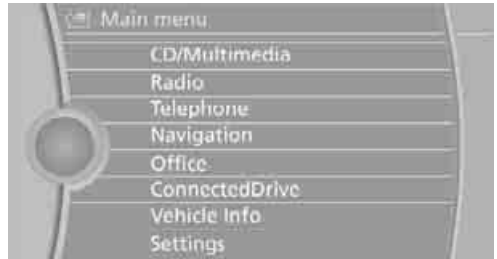 Main menu
CD/Multimedia
Radio
Telephone
Navigation
Office
ConnectedDrive
Vehicle Info
Settings